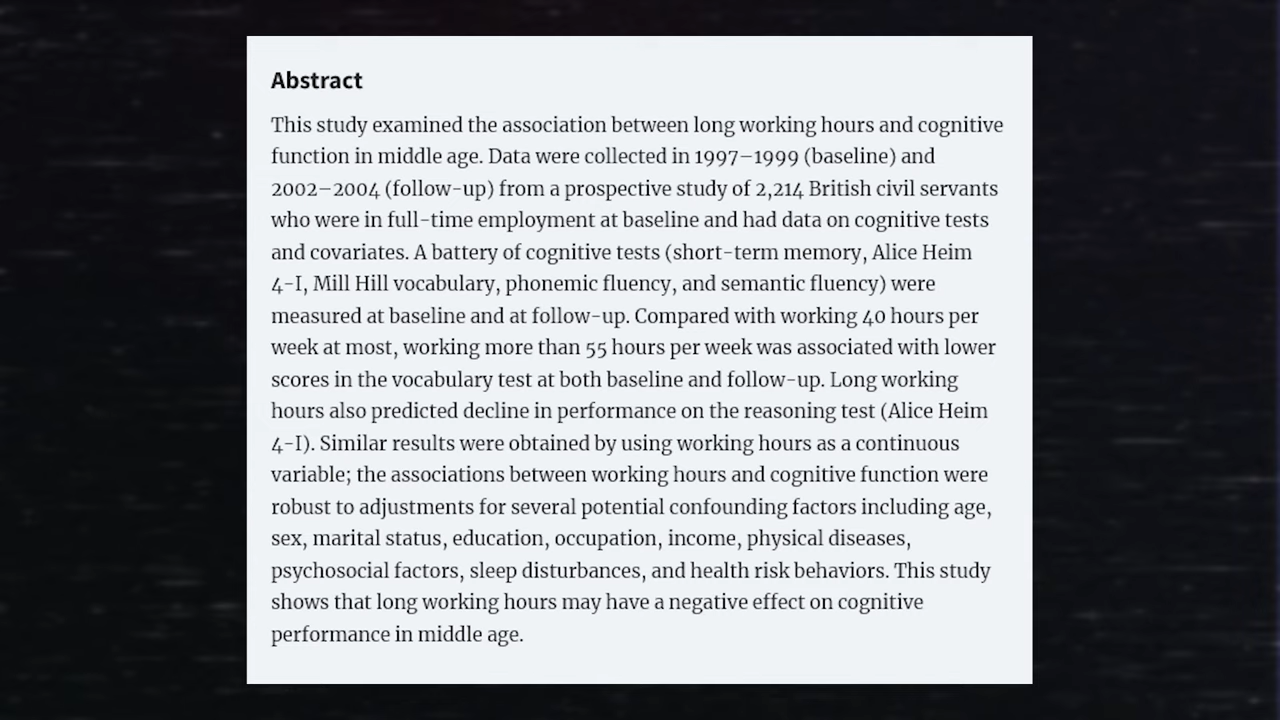 Abstract
This study examined the association between long working hours and cognitive
function in middle age. Data were collected in 1997–1999 (baseline) and
2002–2004 (follow-up) from a prospective study of 2,214 British civil servants
who were in full-time employment at baseline and had data on cognitive tests
and covariates. A battery of cognitive tests (short-term memory, Alice Heim
4-I, Mill Hill vocabulary, phonemic fluency, and semantic fluency) were
measured at baseline and at follow-up. Compared with working 40 hours per
week at most, working more than 55 hours per week was associated with lower
scores in the vocabulary test at both baseline and follow-up. Long working
hours also predicted decline in performance on the reasoning test (Alice Heim
4-I). Similar results were obtained by using working hours as a continuous
variable; the associations between working hours and cognitive function were
robust to adjustments for several potential confounding factors including age,
sex, marital status, education, occupation, income, physical diseases,
psychosocial factors, sleep disturbances, and health risk behaviors. This study
shows that long working hours may have a negative effect on cognitive
performance in middle age.